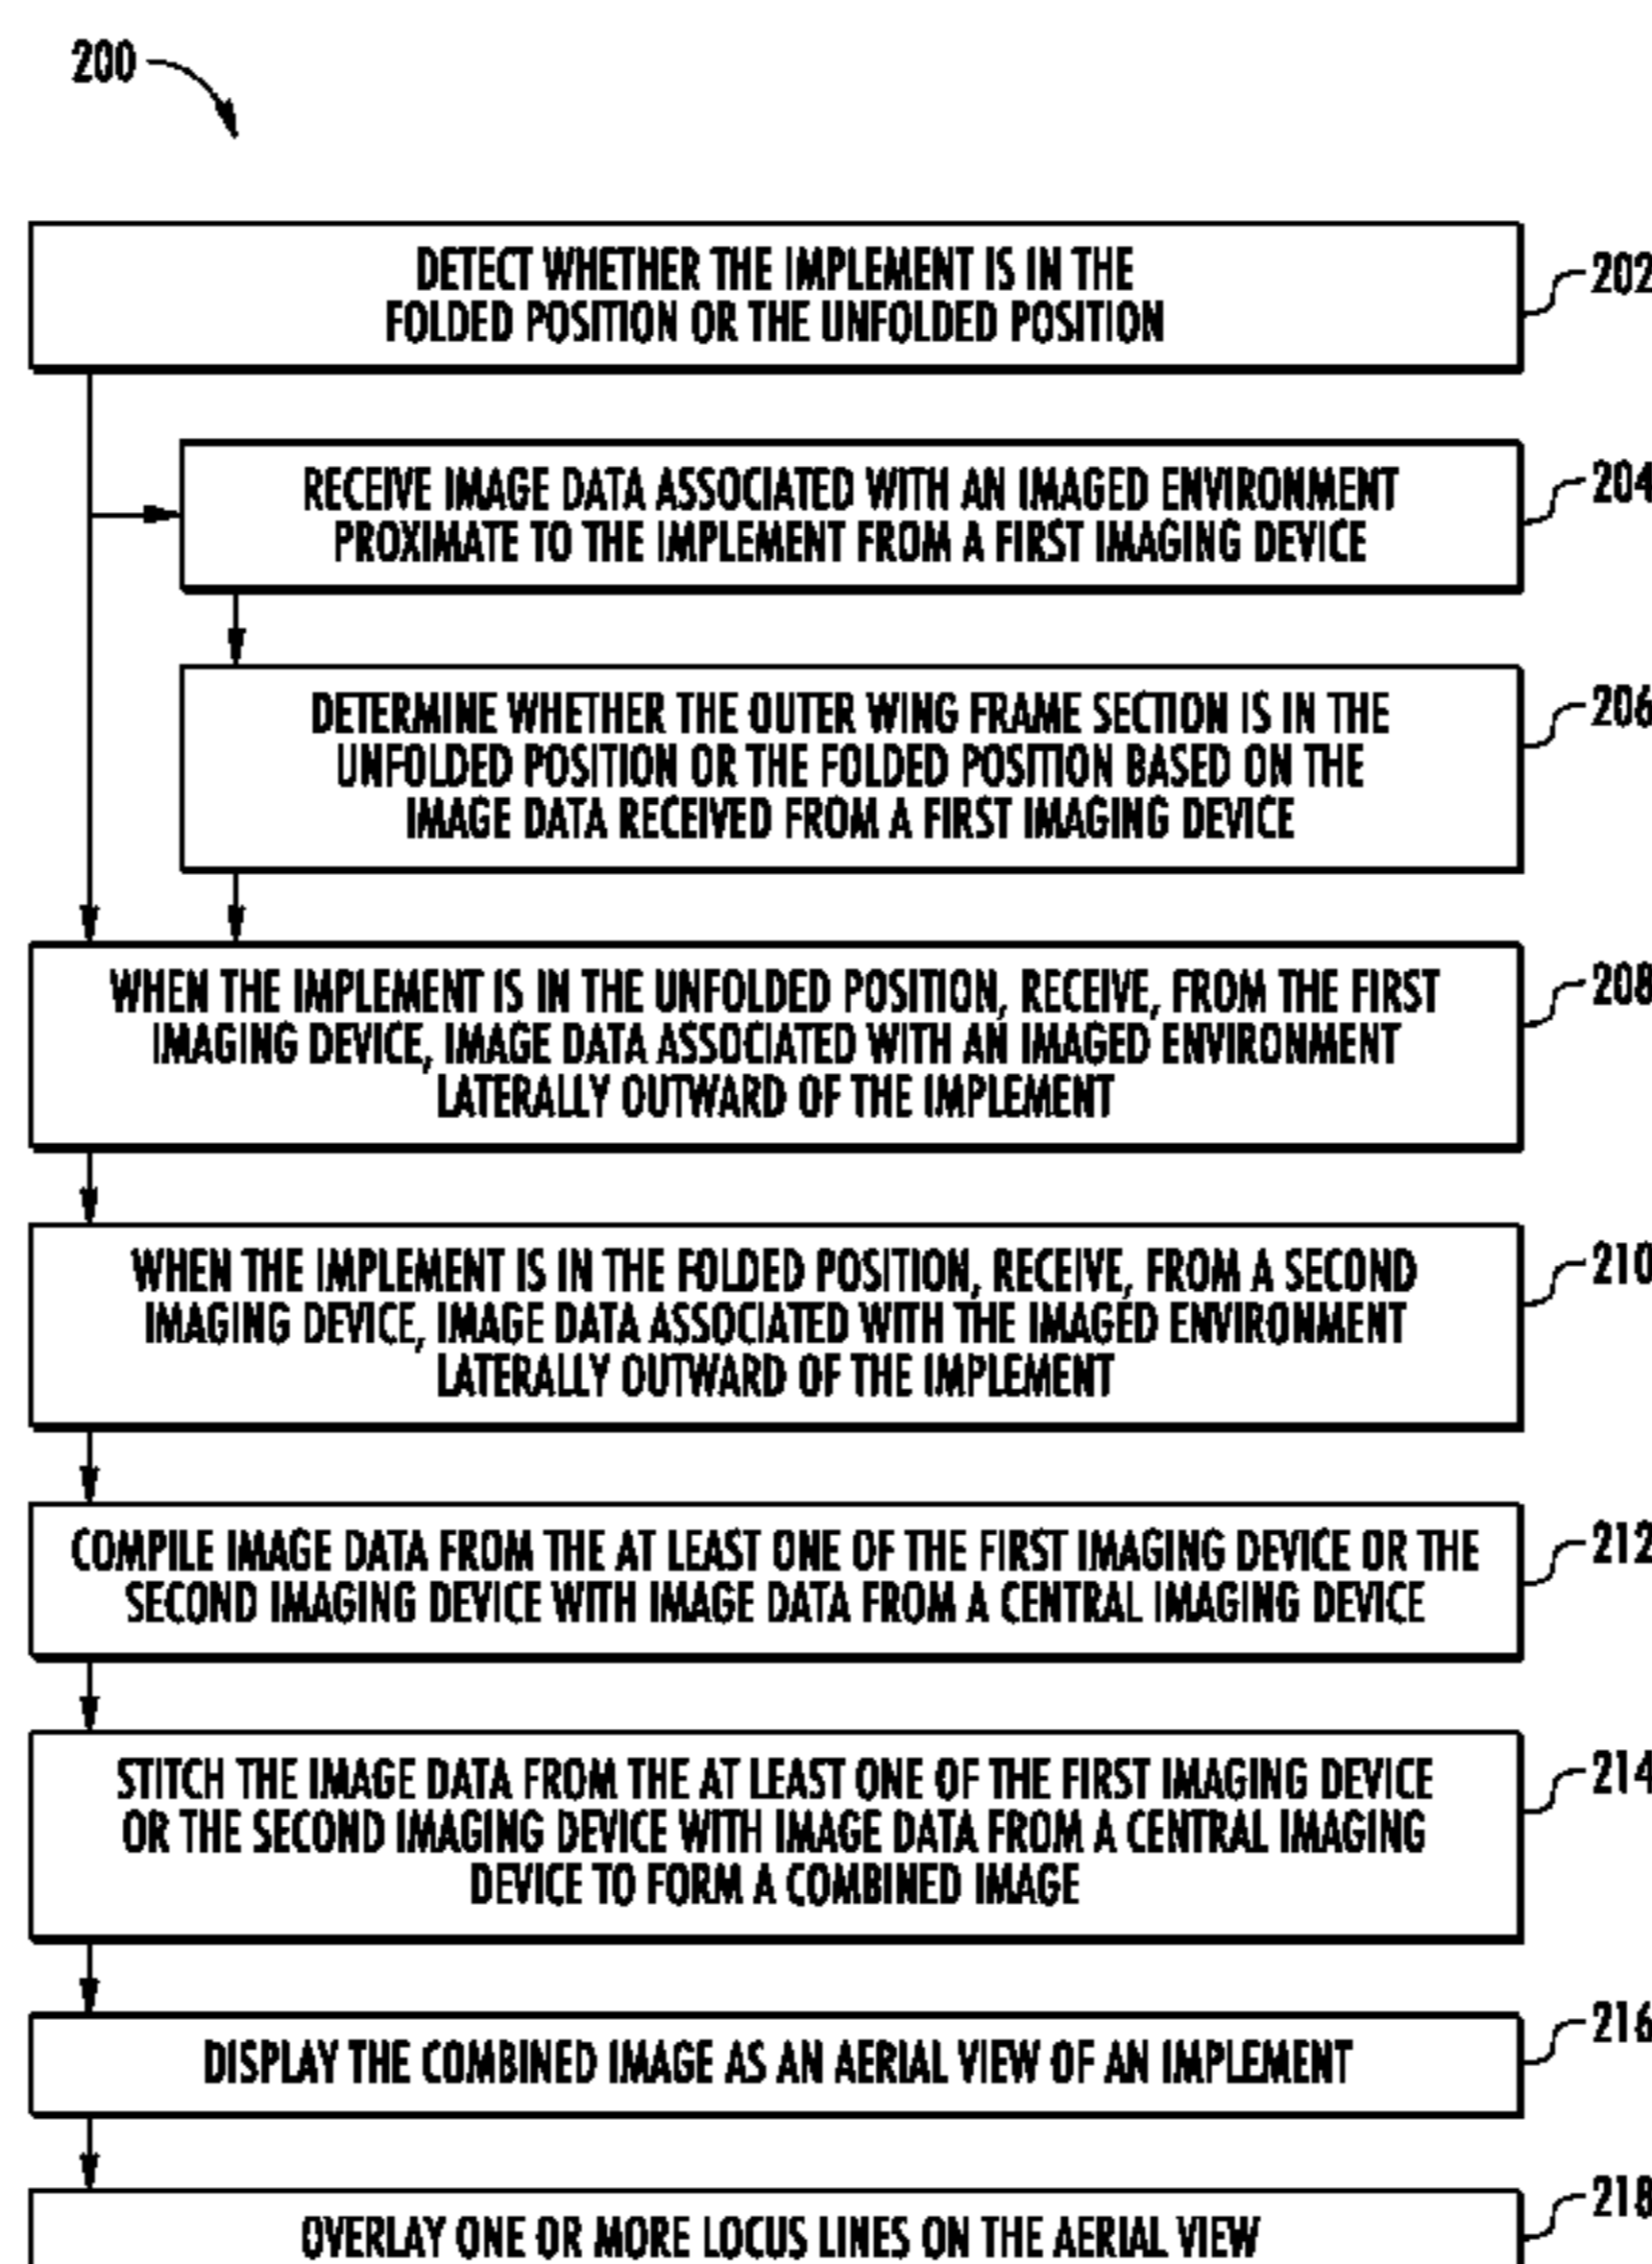 200
DETECT WHETHER THE IMPLEMENT IS IN THE
FOLDED POSITION OR THE UNFOLDED POSITION
202
RECEIVE IMAGE DATA ASSOCIATED WITH AN IMAGED ENVIRONMENT
PROXIMATE TO THE IMPLEMENT FROM A FIRST IMAGING DEVICE
204
DETERMINE WHETHER THE OUTER WING FRAME SECTION IS IN THE
UNFOLDED POSITION OR THE FOLDED POSITION BASED ON THE
IMAGE DATA RECEIVED FROM A FIRST IMAGING DEVICE
206
WHEN THE IMPLEMENT IS IN THE UNFOLDED POSITION, RECEIVE, FROM THE FIRST
IMAGING DEVICE, IMAGE DATA ASSOCIATED WITH AN IMAGED ENVIRONMENT
LATERALLY OUTWARD OF THE IMPLEMENT
208
WHEN THE IMPLEMENT IS IN THE FOLDED POSITION, RECEIVE, FROM A SECOND
IMAGING DEVICE, IMAGE DATA ASSOCIATED WITH THE IMAGED ENVIRONMENT
LATERALLY OUTWARD OF THE IMPLEMENT
210
COMPILE IMAGE DATA FROM THE AT LEAST ONE OF THE FIRST IMAGING DEVICE OR THE
SECOND IMAGING DEVICE WITH IMAGE DATA FROM A CENTRAL IMAGING DEVICE
212
STITCH THE IMAGE DATA FROM THE AT LEAST ONE OF THE FIRST IMAGING DEVICE
OR THE SECOND IMAGING DEVICE WITH IMAGE DATA FROM A CENTRAL IMAGING
DEVICE TO FORM A COMBINED IMAGE
214
DISPLAY THE COMBINED IMAGE AS AN AERIAL VIEW OF AN IMPLEMENT
216
OVERLAY ONE OR MORE LOCUS LINES ON THE AERIAL VIEW
218